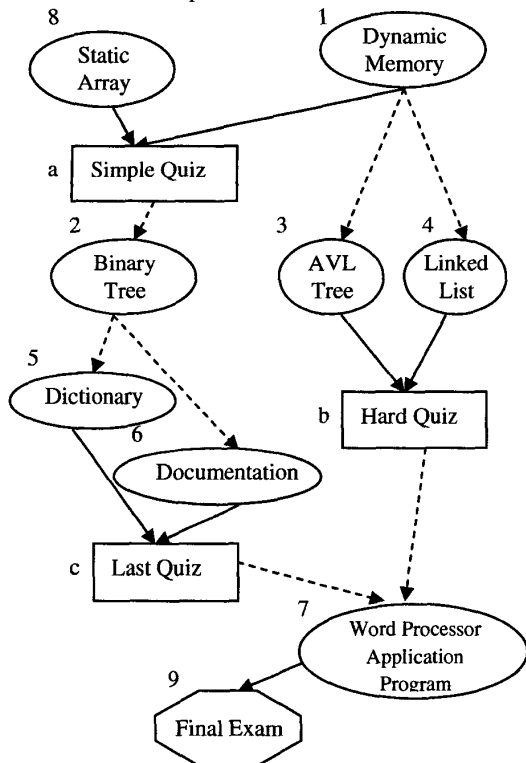 8
1
Static
Array
Dynamic
Memory
a
Simple Quiz
2
3
4
Binary
Tree
AVL
Tree
Linked
List
5
Dictionary
6
b
Hard Quiz
Documentation
c
Last Quiz
7
Word Processor
Application
Program
9
Final Exam